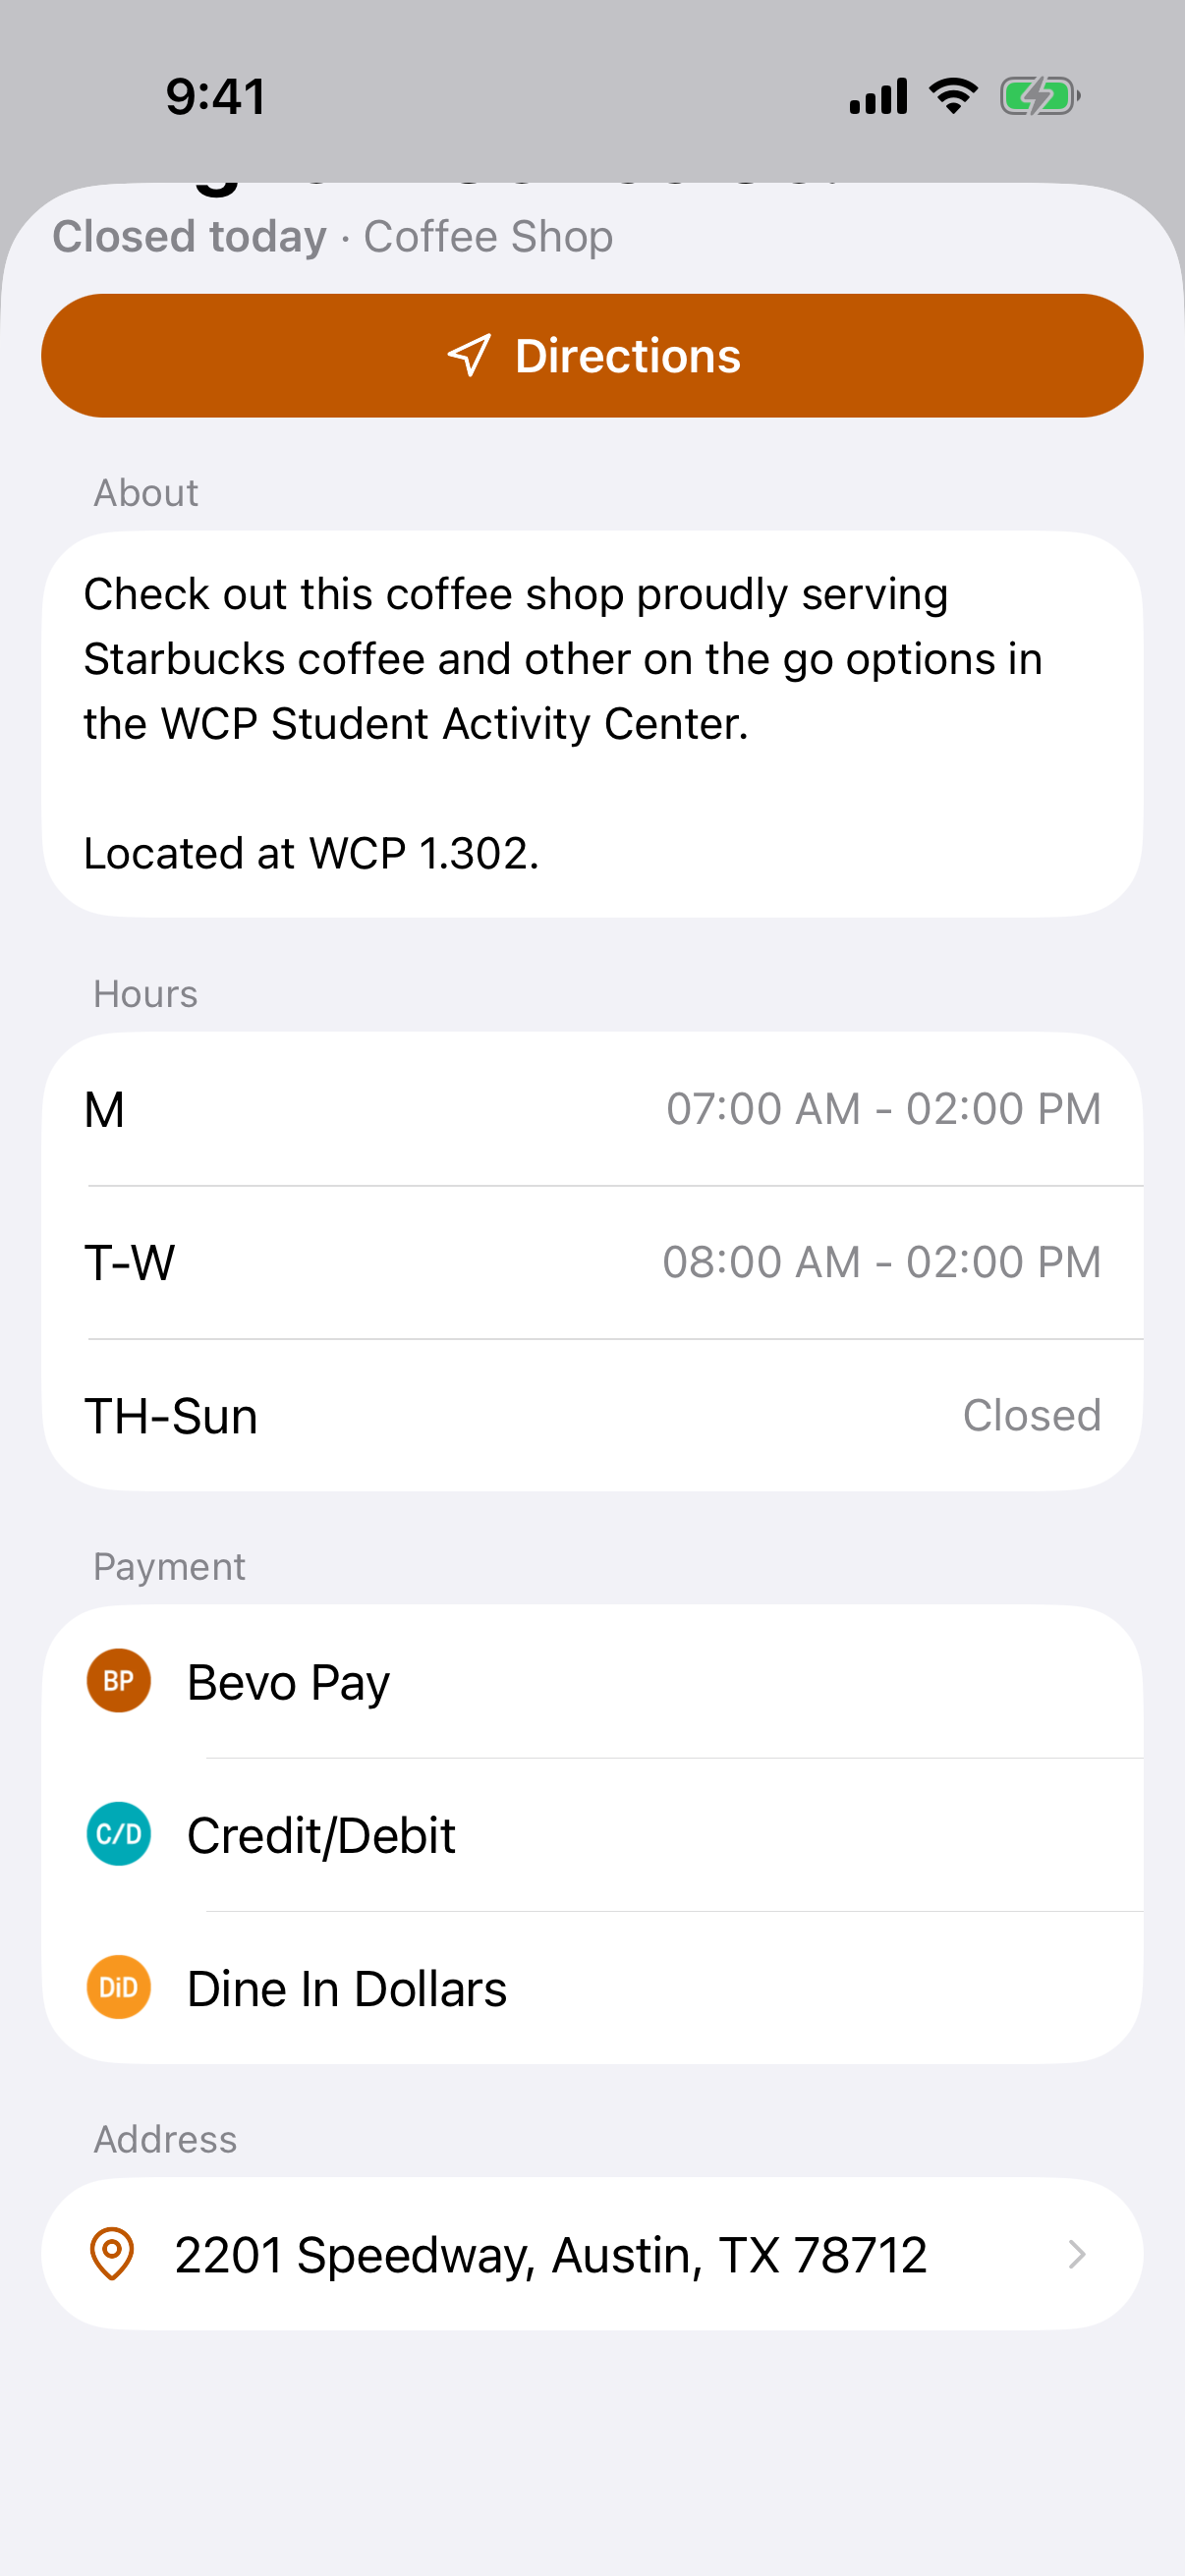 9:41
Closed today · Coffee Shop
Directions
About
Check out this coffee shop proudly serving
Starbucks coffee and other on the go options in
the WCP Student Activity Center.
Located at WCP 1.302.
Hours
M 07:00 AM - 02:00 PM
T-W 08:00 AM - 02:00 PM
TH-Sun Closed
Payment
BP Bevo Pay
C/D Credit/Debit
DiD Dine In Dollars
Address
2201 Speedway, Austin, TX 78712